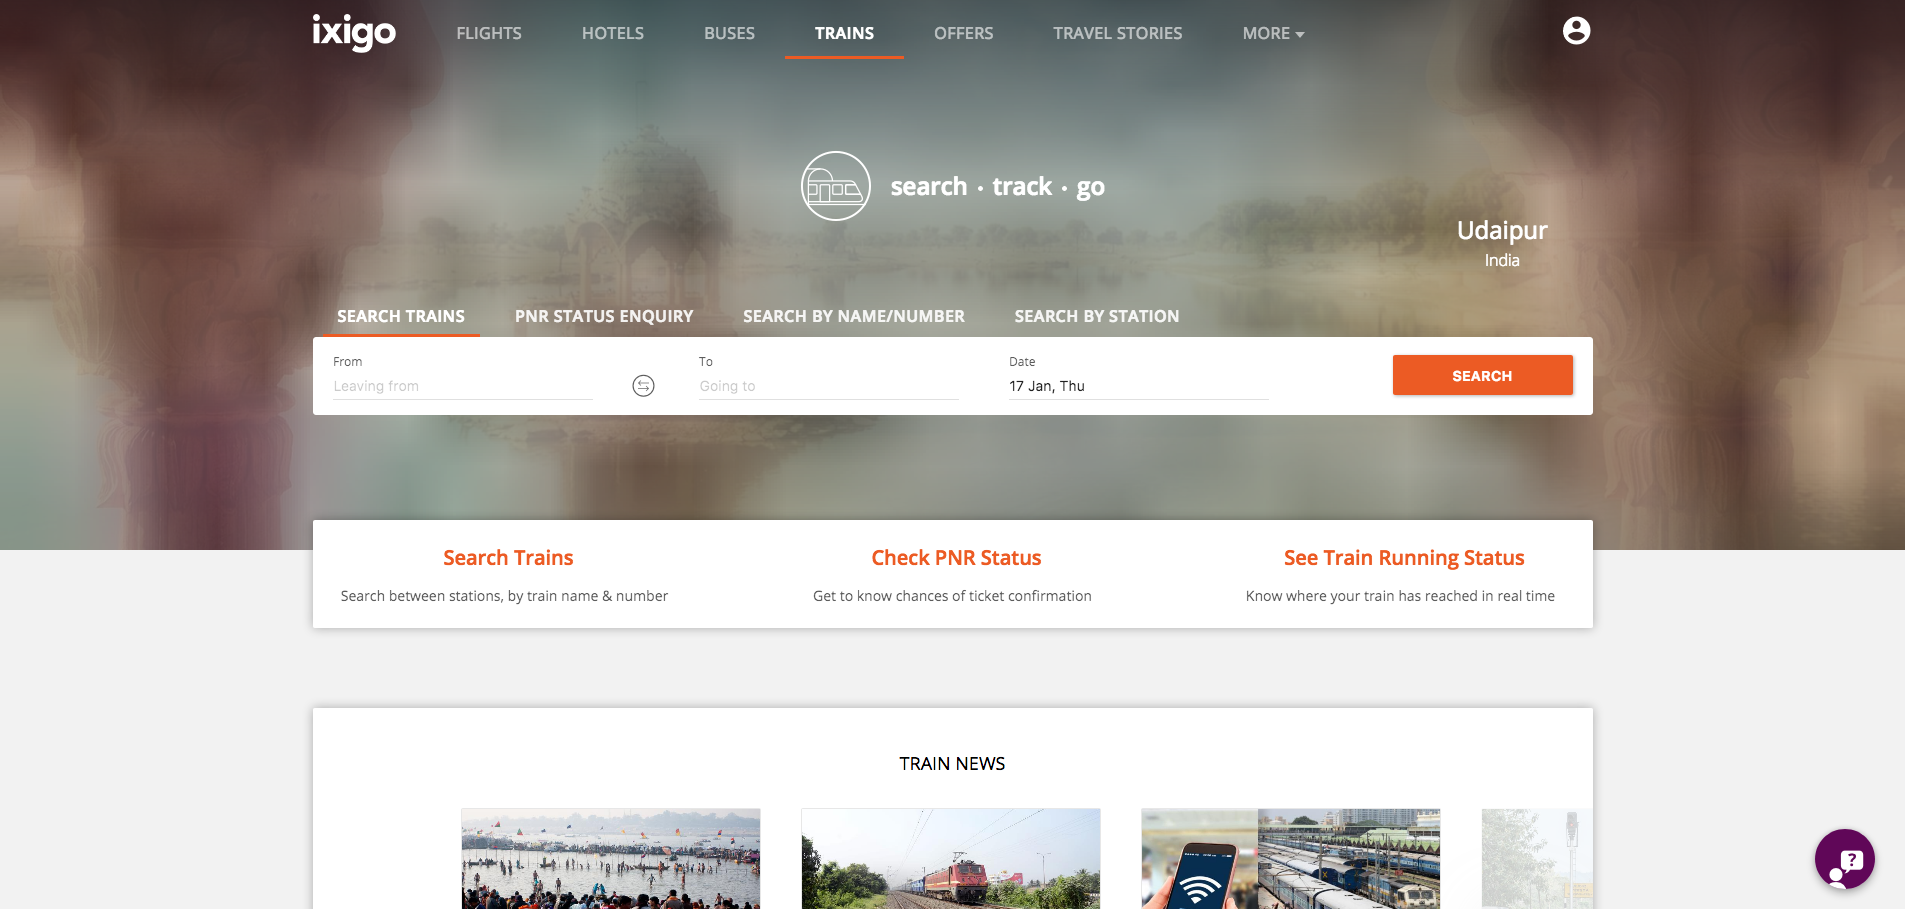 ixigo
FLIGHTS HOTELS BUSES TRAINS OFFERS TRAVEL STORIES MORE
search · track · go
Udaipur
India
SEARCH TRAINS PNR STATUS ENQUIRY SEARCH BY NAME/NUMBER SEARCH BY STATION
From To Date
Leaving from Going to 17 Jan, Thu SEARCH
Search Trains Check PNR Status See Train Running Status
Search between stations, by train name & number Get to know chances of ticket confirmation Know where your train has reached in real time
TRAIN NEWS
?